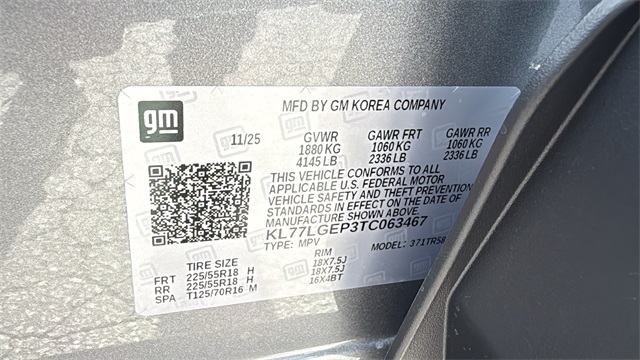 gm
MFD BY GM KOREA COMPANY
11/25 GVWR GAWR FRT GAWR RR
1880 KG 1060 KG 1060 KG
4145 LB 2336 LB 2336 LB
THIS VEHICLE CONFORMS TO ALL
APPLICABLE U.S. FEDERAL MOTOR
VEHICLE SAFETY AND THEFT PREVENTION
STANDARDS IN EFFECT ON THE DATE OF
MANUFACTURE SHOWN ABOVE.
KL77LGEP3TC063467
TYPE: MPV MODEL: 371TR58
TIRE SIZE RIM
FRT 225/55R18 H 18X7.5J
RR 225/55R18 H 18X7.5J
SPA T125/70R16 M 16X4BT